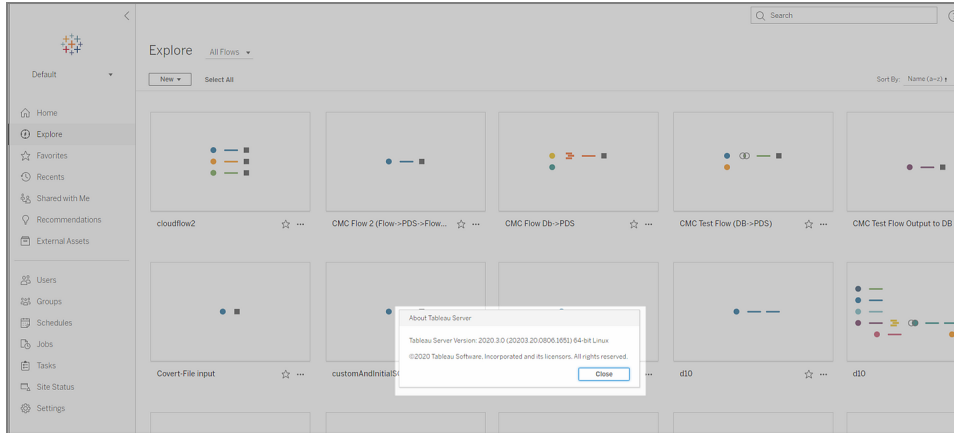 Search
Explore
All Flows
Default
New
Select All
Sort By: Name (a–z)
Home
Explore
Favorites
Recents
Shared with Me
Recommendations
External Assets
Users
Groups
Schedules
Jobs
Tasks
Site Status
Settings
cloudflow2
CMC Flow 2 (Flow->PDS->Flow...
CMC Flow Db->PDS
CMC Test Flow (DB->PDS)
CMC Test Flow Output to DB
Covert-File input
d10
d10
About Tableau Server
Tableau Server Version: 2020.3.0 (20203.20.0806.1651) 64-bit Linux
©2020 Tableau Software, Incorporated and its licensors. All rights reserved.
Close